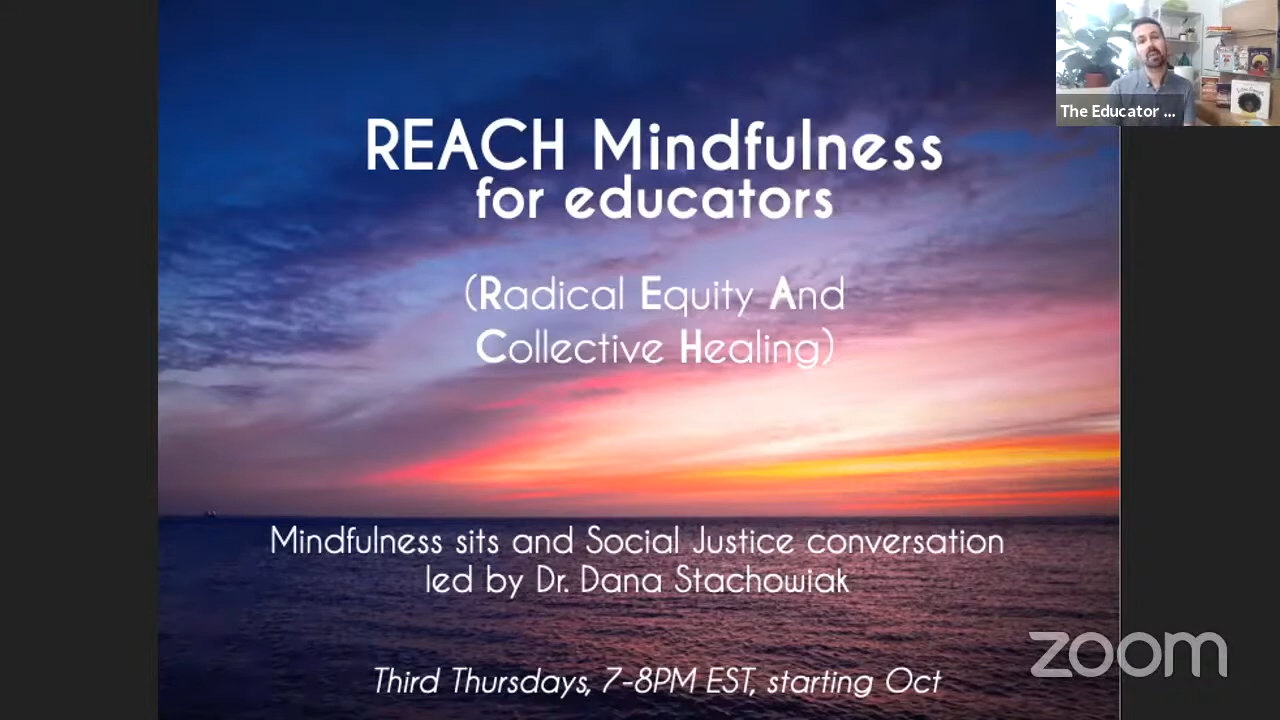 REACH Mindfulness
for educators
(Radical Equity And
Collective Healing)
Mindfulness sits and Social Justice conversation
led by Dr. Dana Stachowiak
Third Thursdays, 7-8PM EST, starting Oct
The Educator ...
zoom